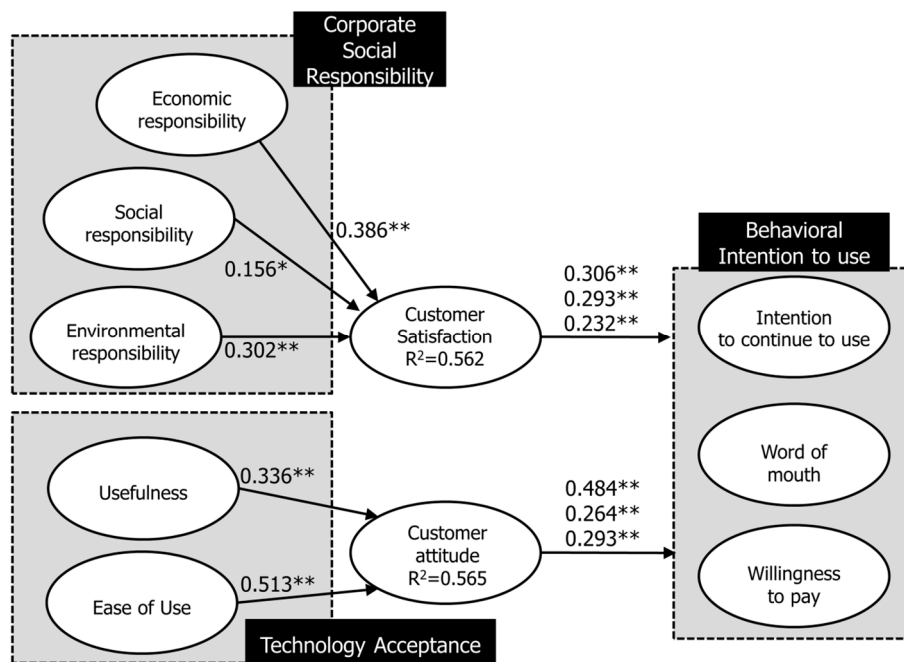 Corporate
Social
Responsibility
Economic
responsibility
Social
responsibility
0.386**
0.156*
Environmental
responsibility
0.302**
Customer
Satisfaction
R²=0.562
0.306**
0.293**
0.232**
Behavioral
Intention to use
Intention
to continue to use
Word of
mouth
Willingness
to pay
Usefulness
0.336**
Ease of Use
0.513**
Customer
attitude
R²=0.565
0.484**
0.264**
0.293**
Technology Acceptance